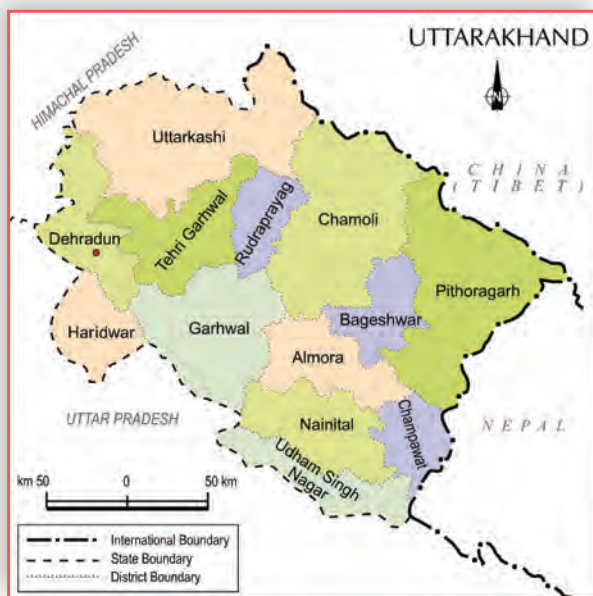 UTTARAKHAND
N
HIMACHAL PRADESH
Uttarkashi
CHINA
(TIBET)
Chamoli
Rudraprayag
Tehri Garhwal
Dehradun
Pithoragarh
Haridwar
Garhwal
Bageshwar
Almora
UTTAR PRADESH
Nainital
Champawat
NEPAL
Udham Singh
Nagar
km 50 0 50 km
International Boundary
State Boundary
District Boundary